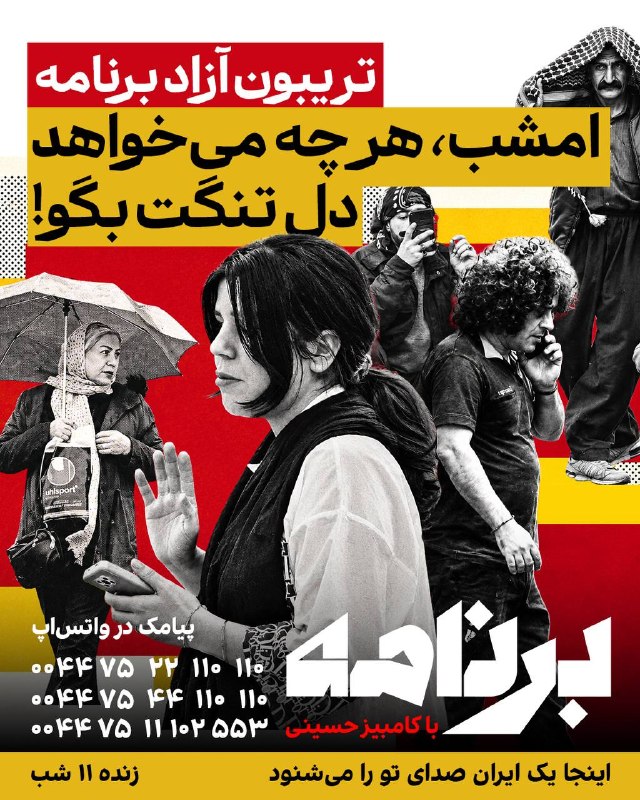 تریبون آزاد برنامه
امشب، هر چه می‌خواهد
دل تنگت بگو!
uhlsport
پیامک در واتس‌اپ
۰۰۴۴ ۷۵ ۲۲ ۱۱۰ ۱۱۰
۰۰۴۴ ۷۵ ۴۴ ۱۱۰ ۱۱۰
۰۰۴۴ ۷۵ ۱۱ ۱۰۲ ۵۵۳
برنامه
با کامبیز حسینی
اینجا یک ایران صدای تو را می‌شنود
زنده ۱۱ شب